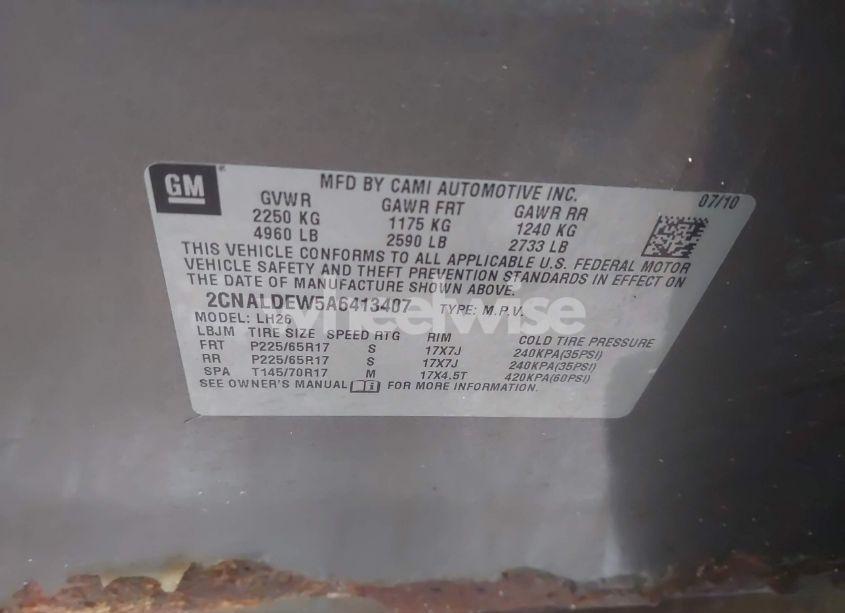 GM
MFD BY CAMI AUTOMOTIVE INC. 07/10
GVWR GAWR FRT GAWR RR
2250 KG 1175 KG 1240 KG
4960 LB 2590 LB 2733 LB
THIS VEHICLE CONFORMS TO ALL APPLICABLE U.S. FEDERAL MOTOR
VEHICLE SAFETY AND THEFT PREVENTION STANDARDS IN EFFECT ON
THE DATE OF MANUFACTURE SHOWN ABOVE.
2CNALDEW5A6413407 TYPE: M.P.V.
MODEL: LH26
LBJM TIRE SIZE SPEED RTG RIM COLD TIRE PRESSURE
FRT P225/65R17 S 17X7J 240KPA(35PSI)
RR P225/65R17 S 17X7J 240KPA(35PSI)
SPA T145/70R17 M 17X4.5T 420KPA(60PSI)
SEE OWNER'S MANUAL FOR MORE INFORMATION.
wheelwise